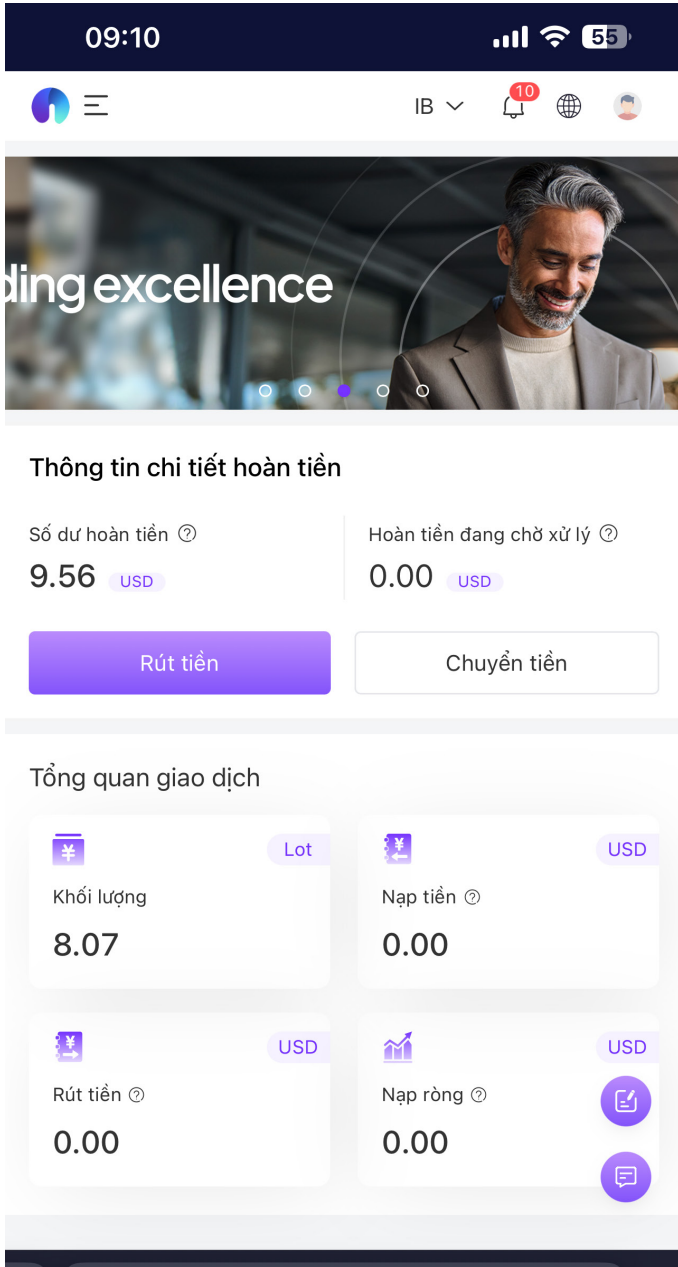 09:10
55
IB
10
ding excellence
Thông tin chi tiết hoàn tiền
Số dư hoàn tiền
Hoàn tiền đang chờ xử lý
9.56 USD
0.00 USD
Rút tiền
Chuyển tiền
Tổng quan giao dịch
Lot
Khối lượng
8.07
USD
Nạp tiền
0.00
USD
Rút tiền
0.00
USD
Nạp ròng
0.00